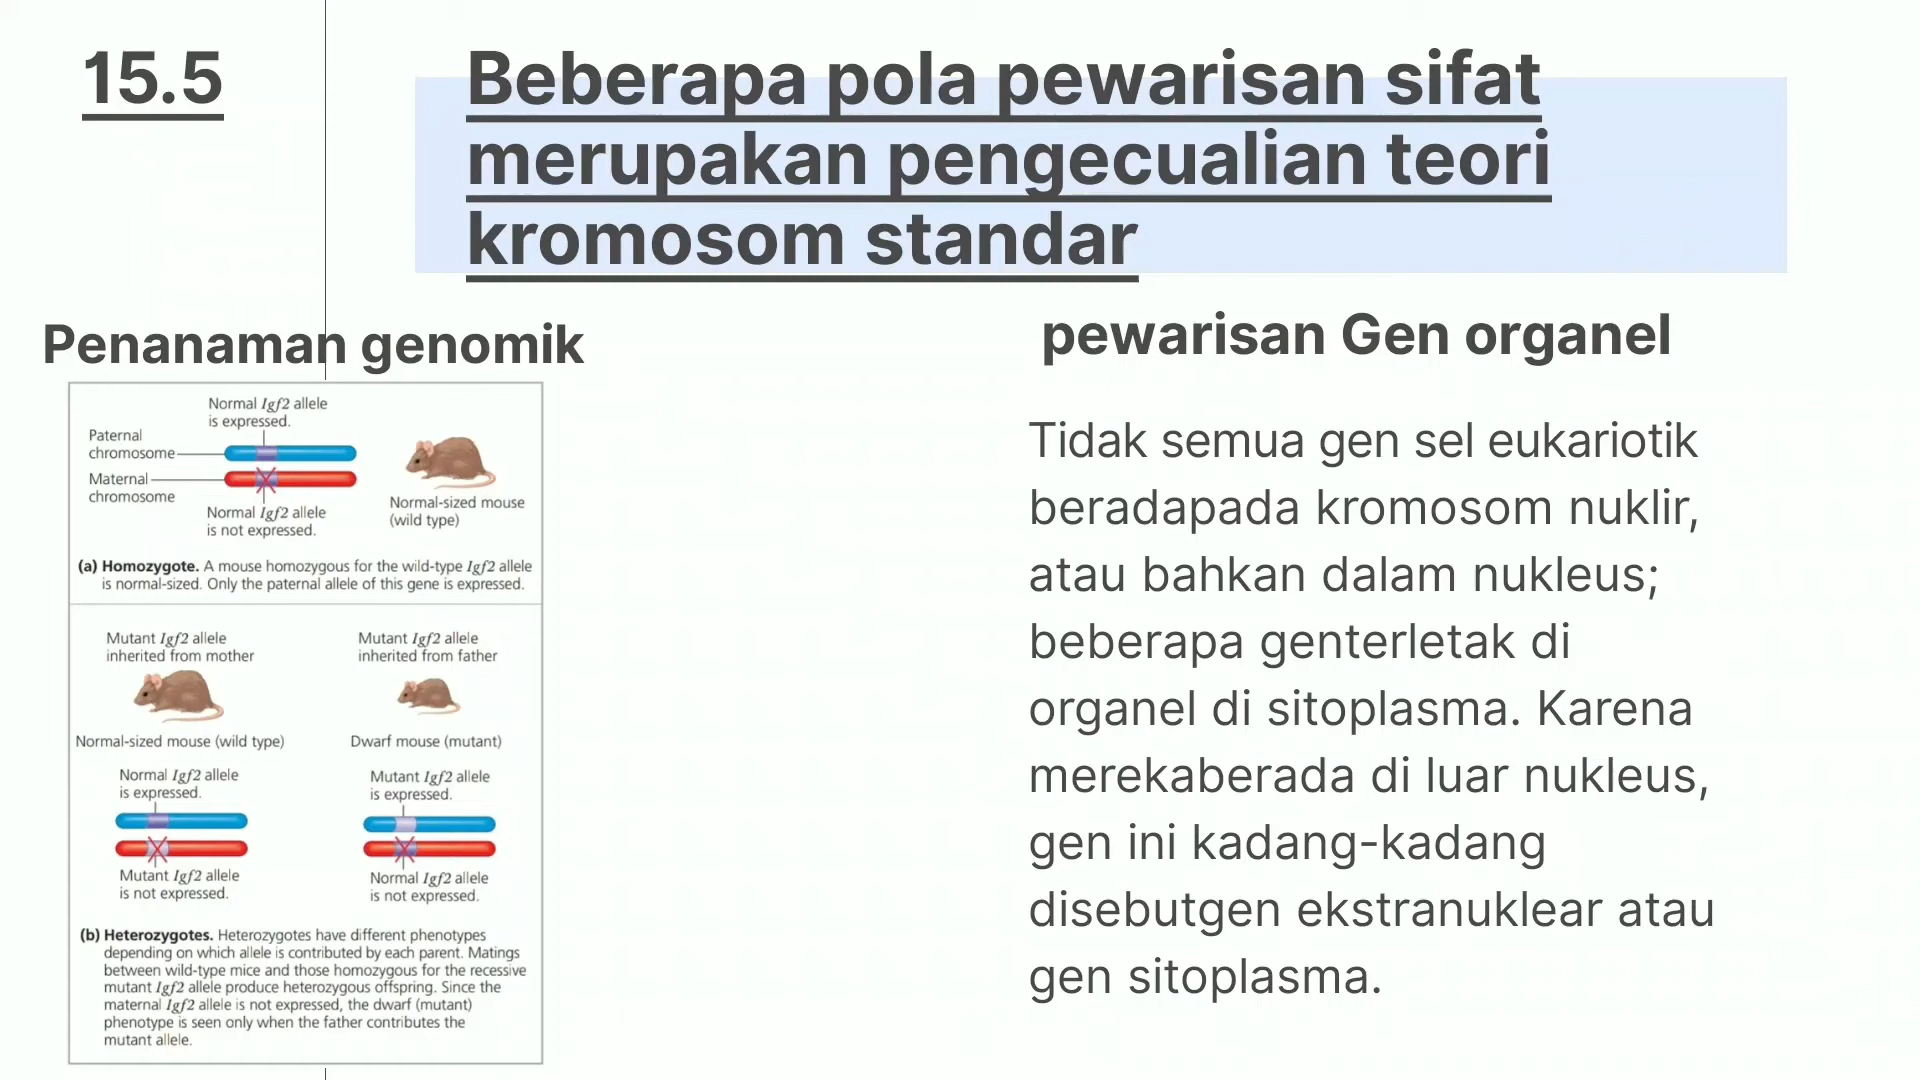 15.5
Beberapa pola pewarisan sifat
merupakan pengecualian teori
kromosom standar
Penanaman genomik
Normal Igf2 allele
is expressed.
Paternal
chromosome
Maternal
chromosome
Normal Igf2 allele
is not expressed.
Normal-sized mouse
(wild type)
(a) Homozygote. A mouse homozygous for the wild-type Igf2 allele
is normal-sized. Only the paternal allele of this gene is expressed.
Mutant Igf2 allele
inherited from mother
Mutant Igf2 allele
inherited from father
Normal-sized mouse (wild type)
Dwarf mouse (mutant)
Normal Igf2 allele
is expressed.
Mutant Igf2 allele
is expressed.
Mutant Igf2 allele
is not expressed.
Normal Igf2 allele
is not expressed.
(b) Heterozygotes. Heterozygotes have different phenotypes
depending on which allele is contributed by each parent. Matings
between wild-type mice and those homozygous for the recessive
mutant Igf2 allele produce heterozygous offspring. Since the
maternal Igf2 allele is not expressed, the dwarf (mutant)
phenotype is seen only when the father contributes the
mutant allele.
pewarisan Gen organel
Tidak semua gen sel eukariotik
beradapada kromosom nuklir,
atau bahkan dalam nukleus;
beberapa genterletak di
organel di sitoplasma. Karena
merekaberada di luar nukleus,
gen ini kadang-kadang
disebutgen ekstranuklear atau
gen sitoplasma.